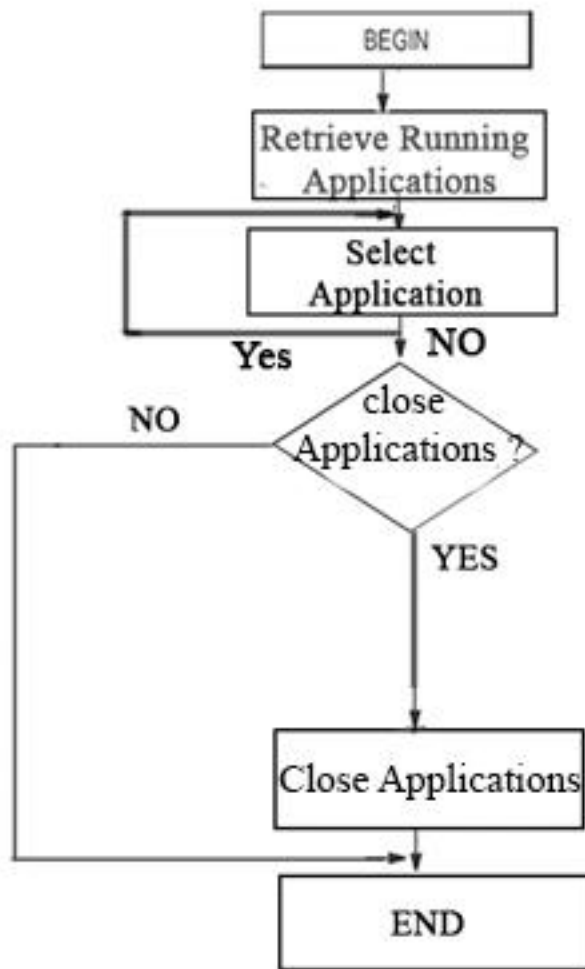 BEGIN
Retrieve Running
Applications
Select
Application
Yes
NO
NO
close
Applications ?
YES
Close Applications
END